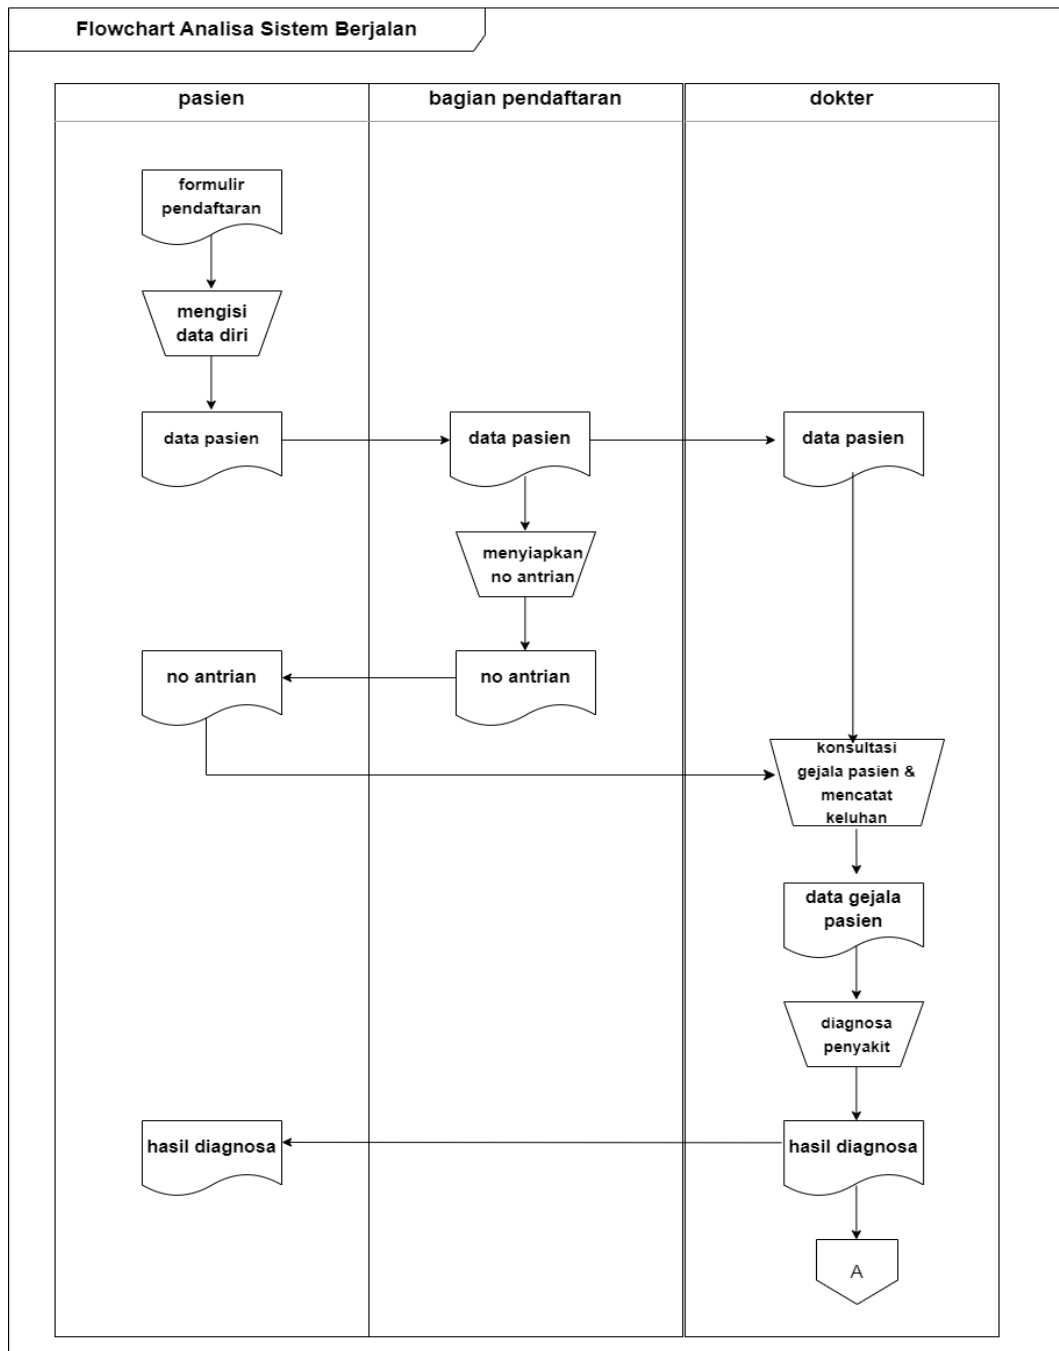 Flowchart Analisa Sistem Berjalan
pasien
bagian pendaftaran
dokter
formulir
pendaftaran
mengisi
data diri
data pasien
data pasien
data pasien
menyiapkan
no antrian
no antrian
no antrian
konsultasi
gejala pasien &
mencatat
keluhan
data gejala
pasien
diagnosa
penyakit
hasil diagnosa
hasil diagnosa
A